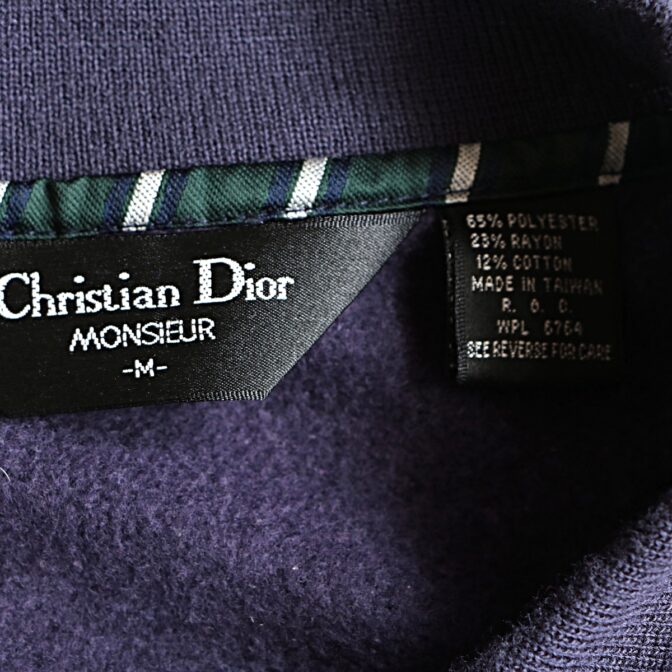 Christian Dior
MONSIEUR
-M-
65% POLYESTER
23% RAYON
12% COTTON
MADE IN TAIWAN
R. O. C.
WPL 6764
SEE REVERSE FOR CARE